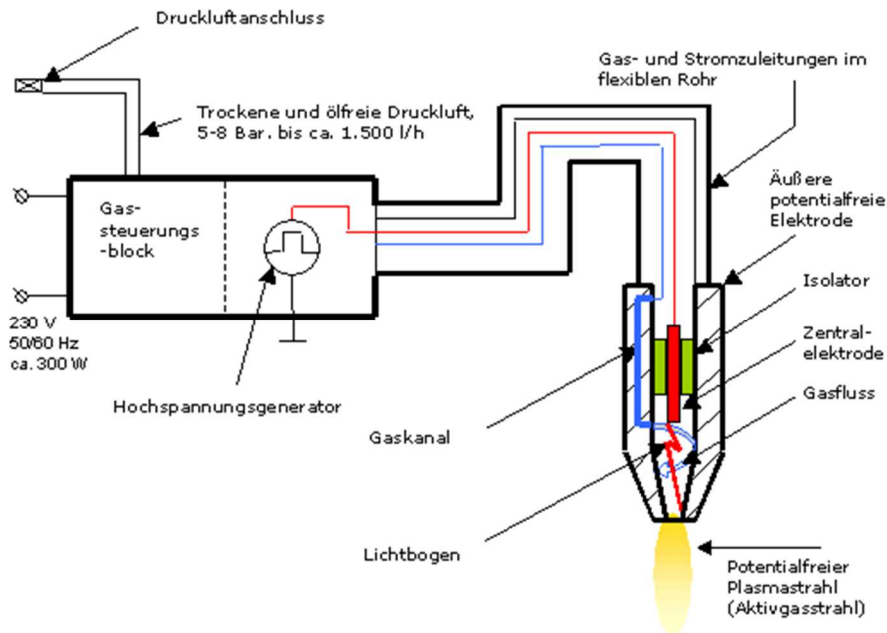 Druckluftanschluss
Gas- und Stromzuleitungen im
flexiblen Rohr
Trockene und ölfreie Druckluft,
5-8 Bar. bis ca. 1.500 l/h
Äußere
potentialfreie
Elektrode
Gas-
steuerungs
-block
Isolator
230 V
50/60 Hz
ca. 300 W
Zentral-
elektrode
Hochspannungsgenerator
Gasfluss
Gaskanal
Lichtbogen
Potentialfreier
Plasmastrahl
(Aktivgasstrahl)